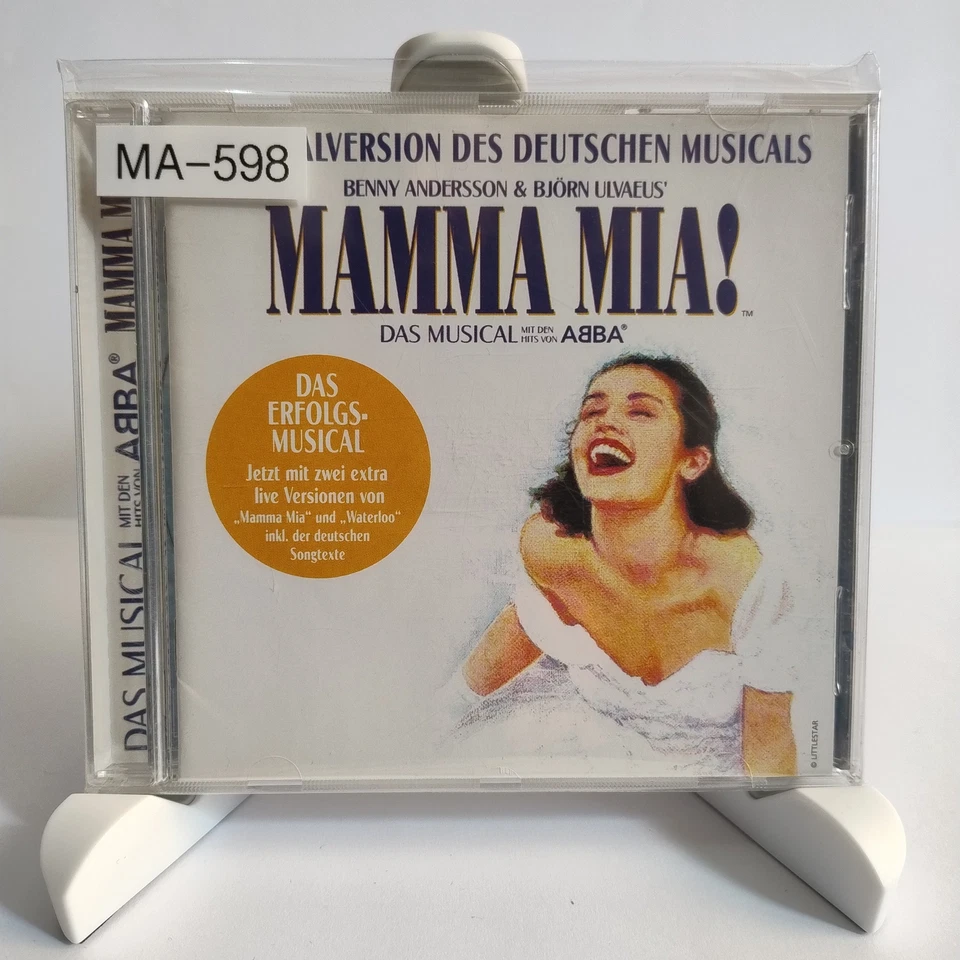 MA-598
ALVERSION DES DEUTSCHEN MUSICALS
BENNY ANDERSSON & BJÖRN ULVAEUS'
MAMMA MIA!™
DAS MUSICAL MIT DEN HITS VON ABBA®
DAS
ERFOLGS-
MUSICAL
Jetzt mit zwei extra
live Versionen von
„Mamma Mia“ und „Waterloo“
inkl. der deutschen
Songtexte
© LITTLESTAR
DAS MUSICAL MIT DEN HITS VON ABBA® MAMMA M